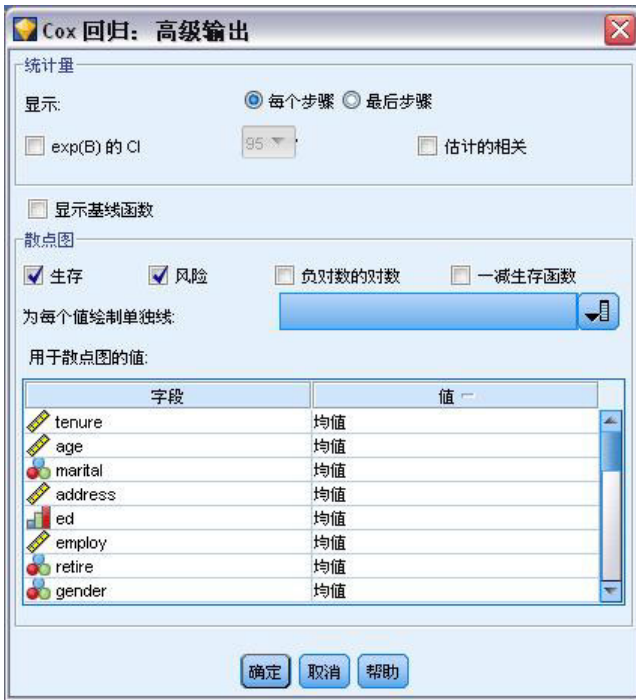 Cox 回归：高级输出
统计量
显示: 每个步骤 最后步骤
exp(B) 的 CI 95 估计的相关
显示基线函数
散点图
生存 风险 负对数的对数 一减生存函数
为每个值绘制单独线:
用于散点图的值:
字段 值
tenure 均值
age 均值
marital 均值
address 均值
ed 均值
employ 均值
retire 均值
gender 均值
确定 取消 帮助